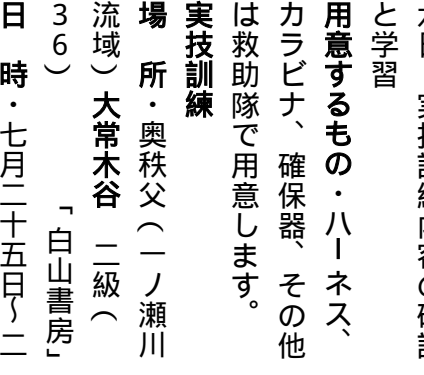 実技訓練内容の確認
と学習
用意するもの・ハーネス、
カラビナ、確保器、その他
は救助隊で用意します。
実技訓練
場　所・奥秩父（一ノ瀬川
流域）大常木谷　二級（
３６）　　　「白山書房」
日　時・七月二十五日～二